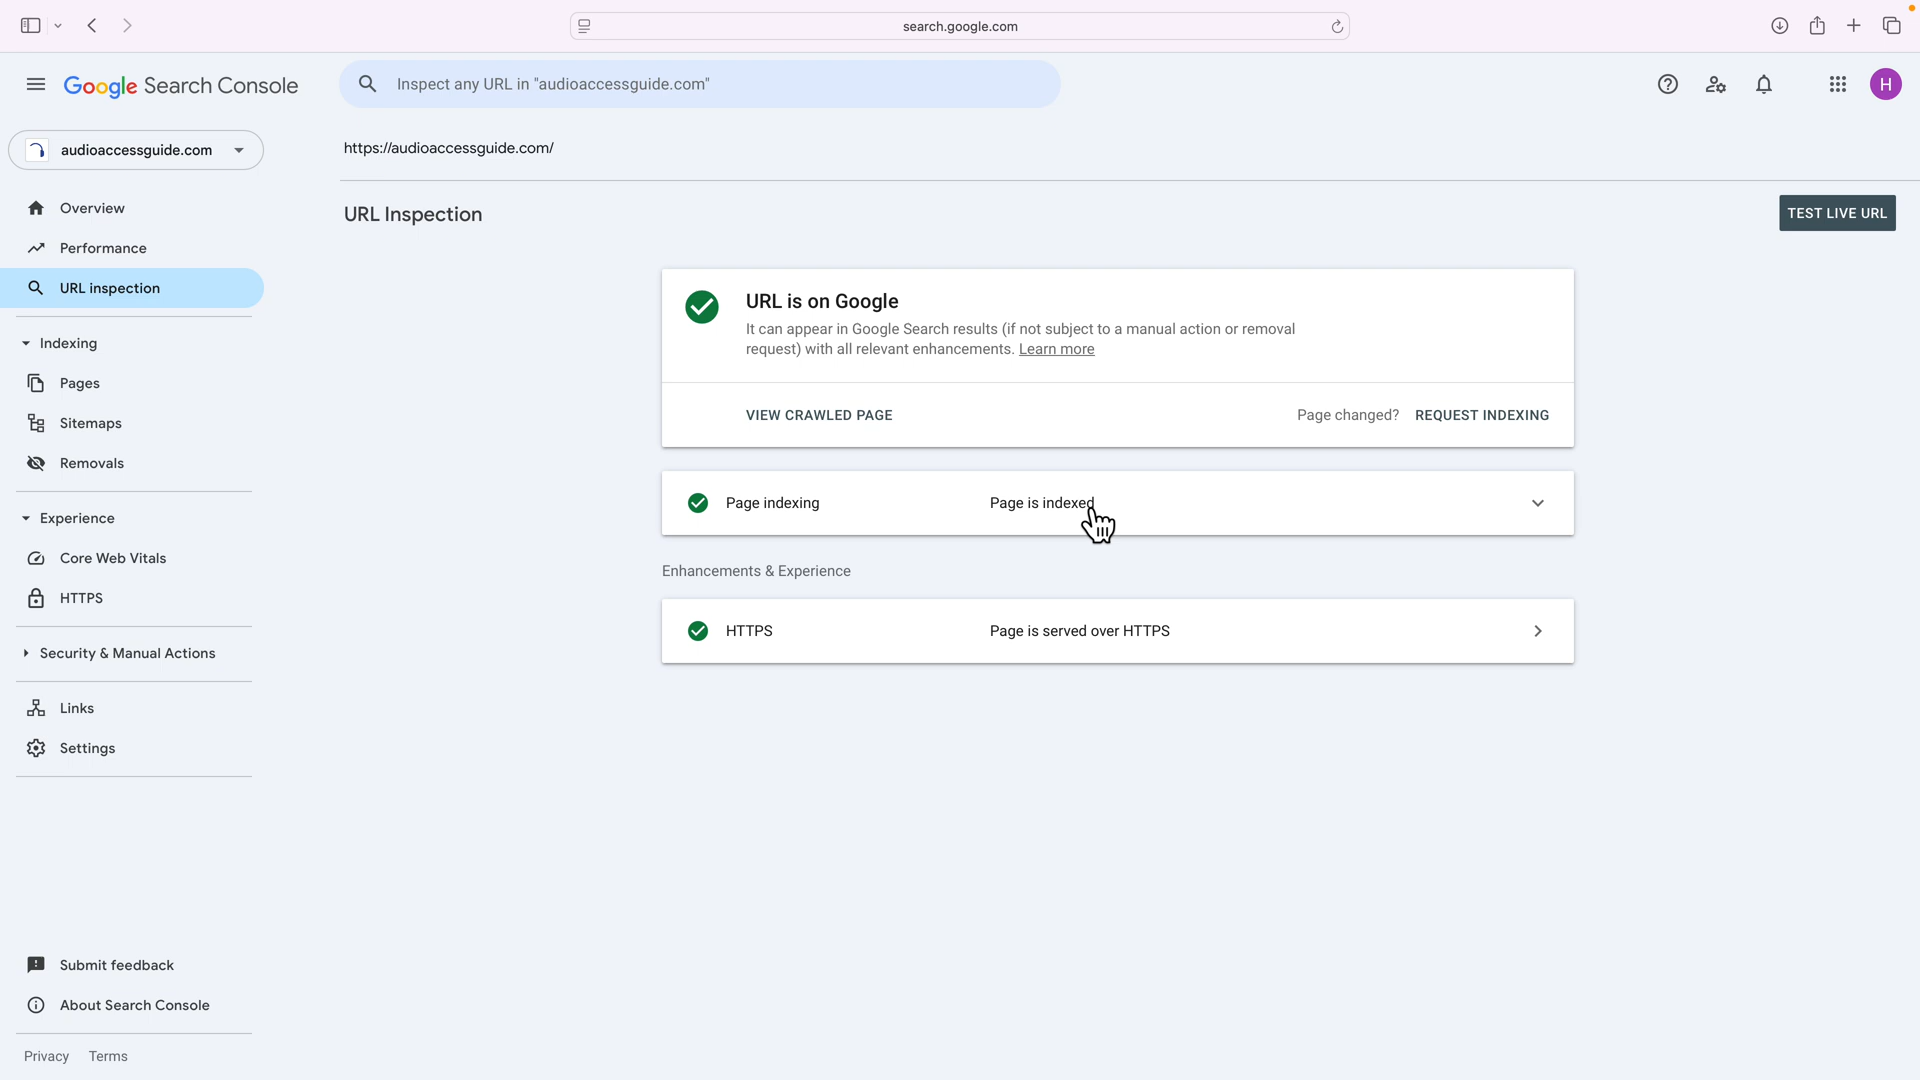 search.google.com
Google Search Console
Inspect any URL in "audioaccessguide.com"
H
audioaccessguide.com
https://audioaccessguide.com/
Overview
Performance
URL inspection
Indexing
Pages
Sitemaps
Removals
Experience
Core Web Vitals
HTTPS
Security & Manual Actions
Links
Settings
Submit feedback
About Search Console
Privacy Terms
URL Inspection
TEST LIVE URL
URL is on Google
It can appear in Google Search results (if not subject to a manual action or removal
request) with all relevant enhancements. Learn more
VIEW CRAWLED PAGE
Page changed? REQUEST INDEXING
Page indexing Page is indexed
Enhancements & Experience
HTTPS Page is served over HTTPS